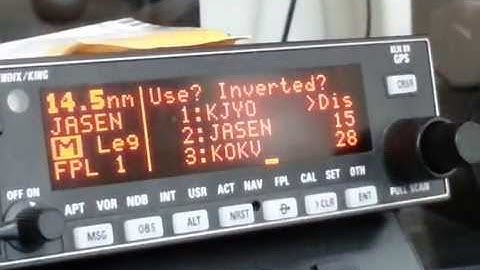 NDIX/KING
KLN 89
GPS
14.5nm
JASEN
M Leg
FPL 1
Use? Inverted?
1:KJYO >Dis
2:JASEN 15
3:KOKV_ 28
CRSR
ON OFF
APT VOR NDB INT USR ACT NAV FPL CAL SET OTH
MSG OBS ALT NRST D CLR ENT
PULL SCAN